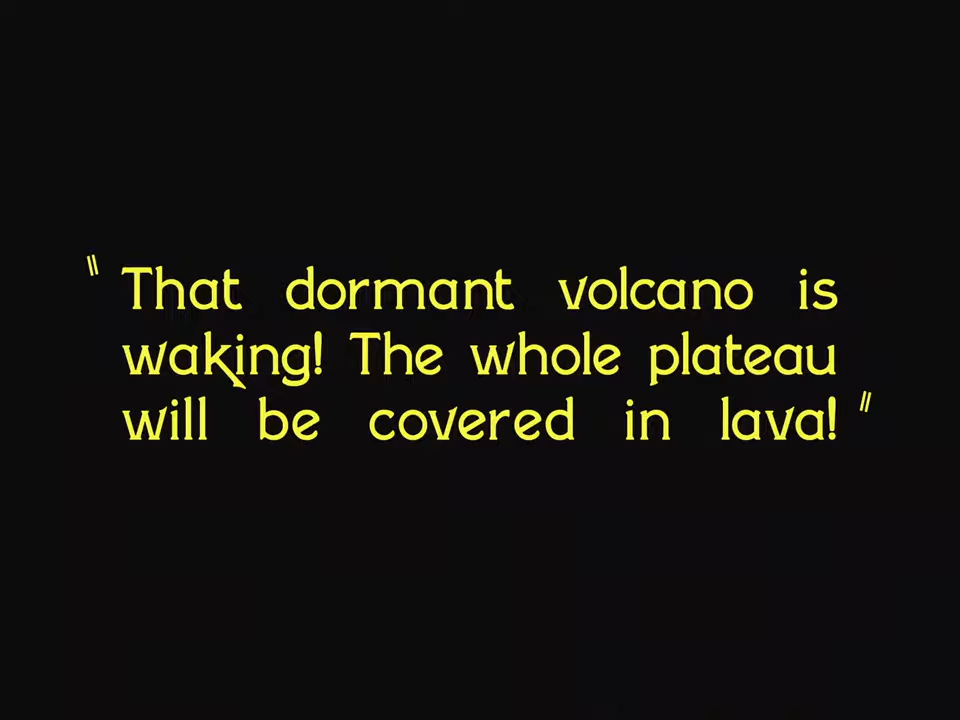 "That dormant volcano is
waking! The whole plateau
will be covered in lava!"